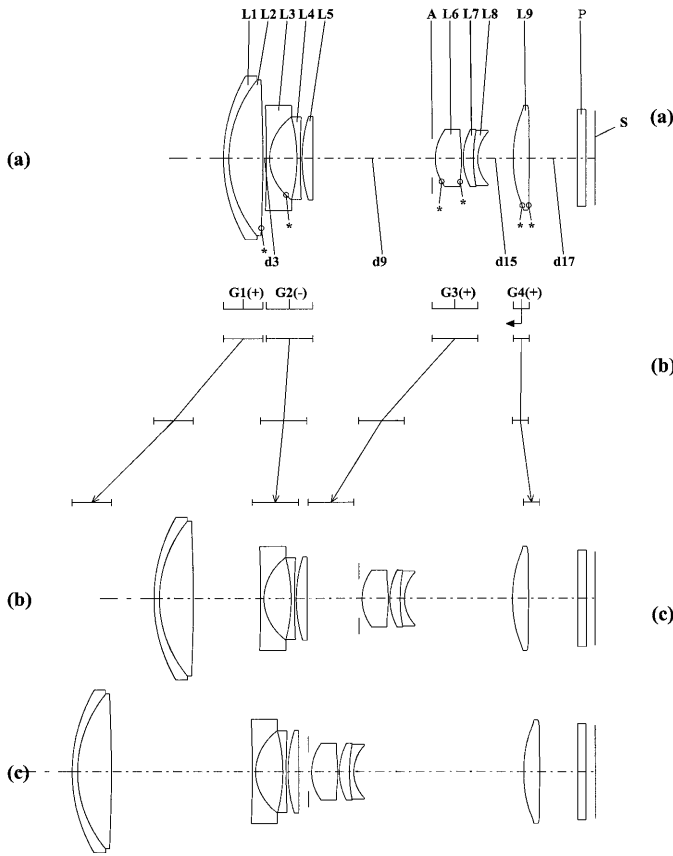 L1 L2 L3 L4 L5 A L6 L7 L8 L9 P
S
(a)
(a)
* * * * * *
d3 d9 d15 d17
G1(+) G2(-) G3(+) G4(+)
(b)
(b)
(c)
(c)